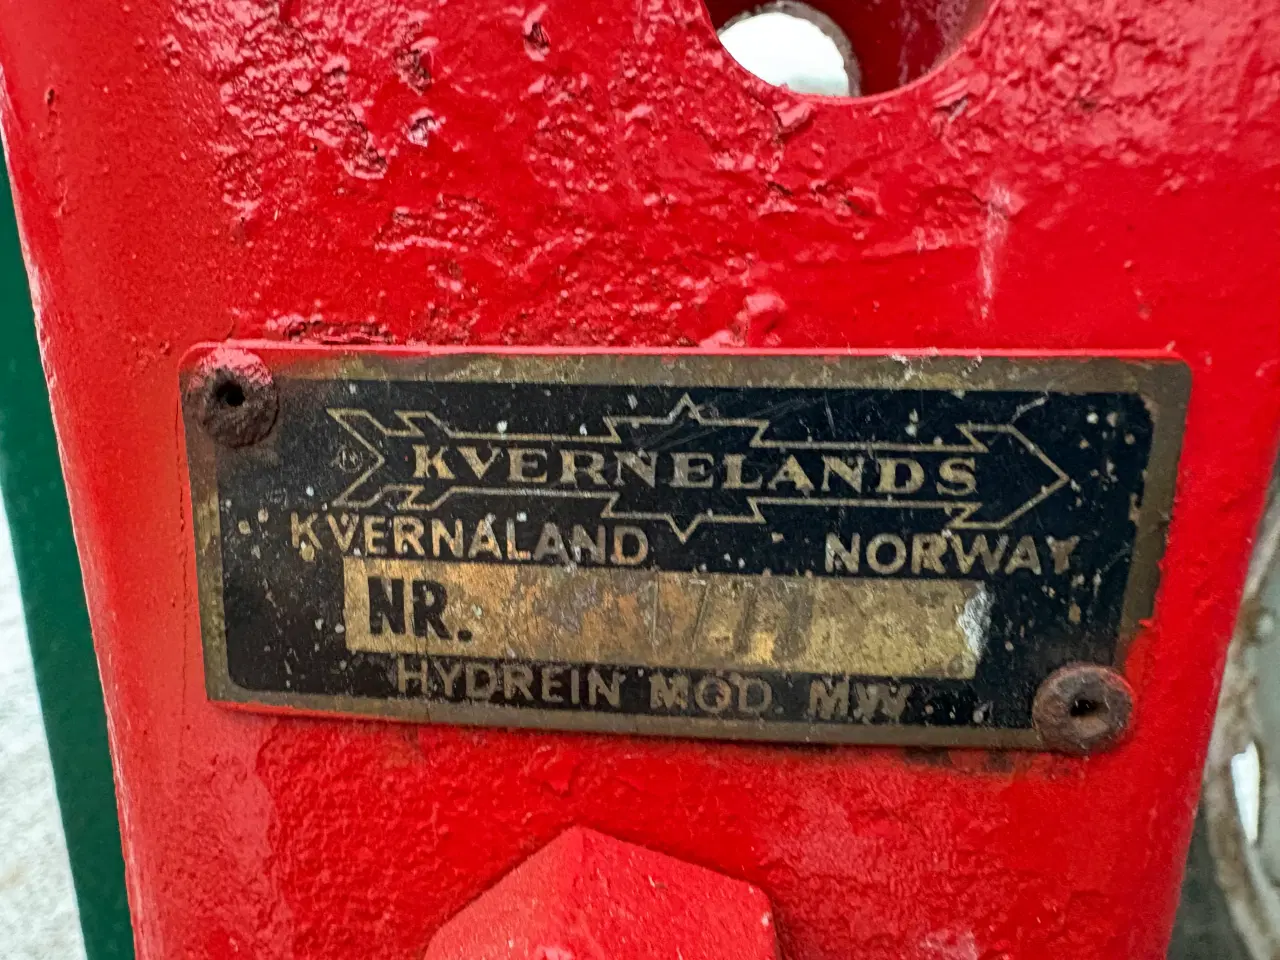 KVERNELANDS
KVERNALAND NORWAY
NR.
HYDREIN MOD. MW